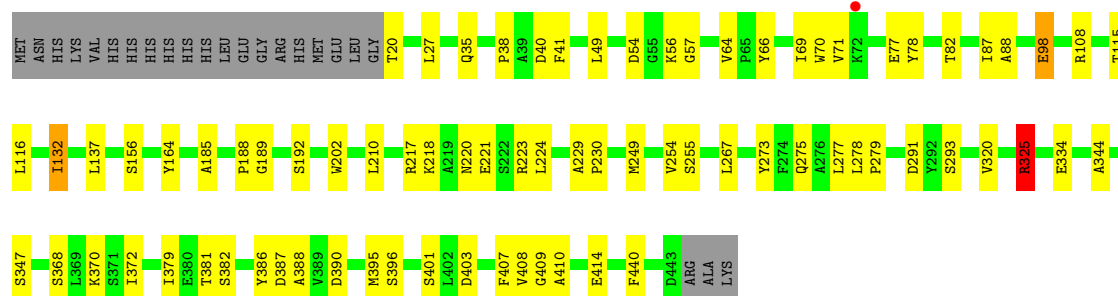 MET ASN HIS LYS VAL HIS HIS HIS HIS HIS HIS LEU GLU GLY ARG HIS MET GLU LEU GLY T20 L27 Q35 P38 A39 D40 F41 L49 D54 G55 K56 G57 V64 P65 Y66 I69 W70 V71 K72 E77 Y78 T82 I87 A88 E98 R108 T115
L116 I132 L137 S156 Y164 A185 P188 G189 S192 W202 L210 R217 K218 A219 N220 E221 S222 R223 L224 A229 P230 M249 V254 S255 L267 Y273 F274 Q275 A276 L277 L278 P279 D291 Y292 S293 V320 R325 E334 A344
S347 S368 L369 K370 S371 I372 I379 E380 T381 S382 Y386 D387 A388 V389 D390 M395 S396 S401 L402 D403 F407 V408 G409 A410 E414 F440 D443 ARG ALA LYS